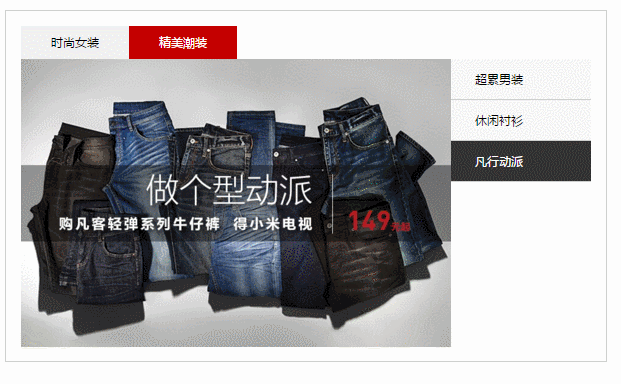 时尚女装
精美潮装
超累男装
休闲衬衫
凡行动派
做个型动派
购凡客轻弹系列牛仔裤 得小米电视
149元起